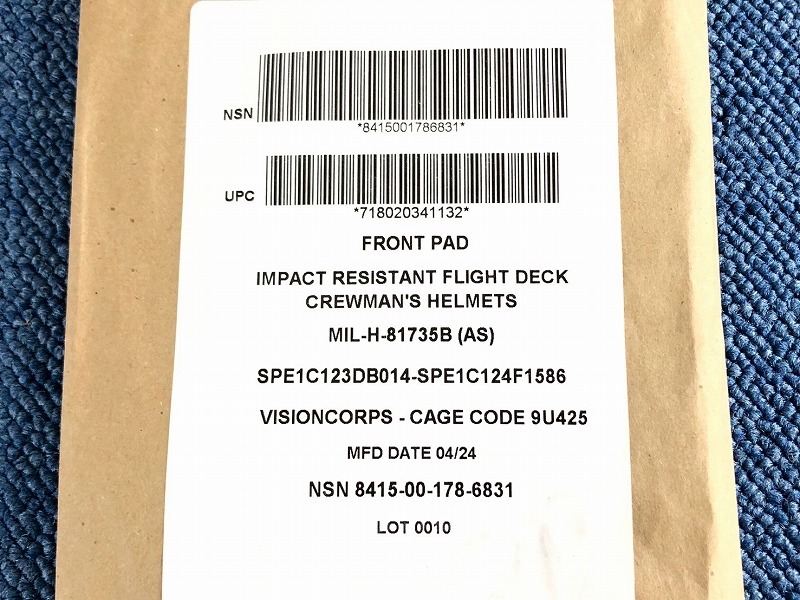 NSN
*8415001786831*
UPC
*718020341132*
FRONT PAD
IMPACT RESISTANT FLIGHT DECK
CREWMAN'S HELMETS
MIL-H-81735B (AS)
SPE1C123DB014-SPE1C124F1586
VISIONCORPS - CAGE CODE 9U425
MFD DATE 04/24
NSN 8415-00-178-6831
LOT 0010